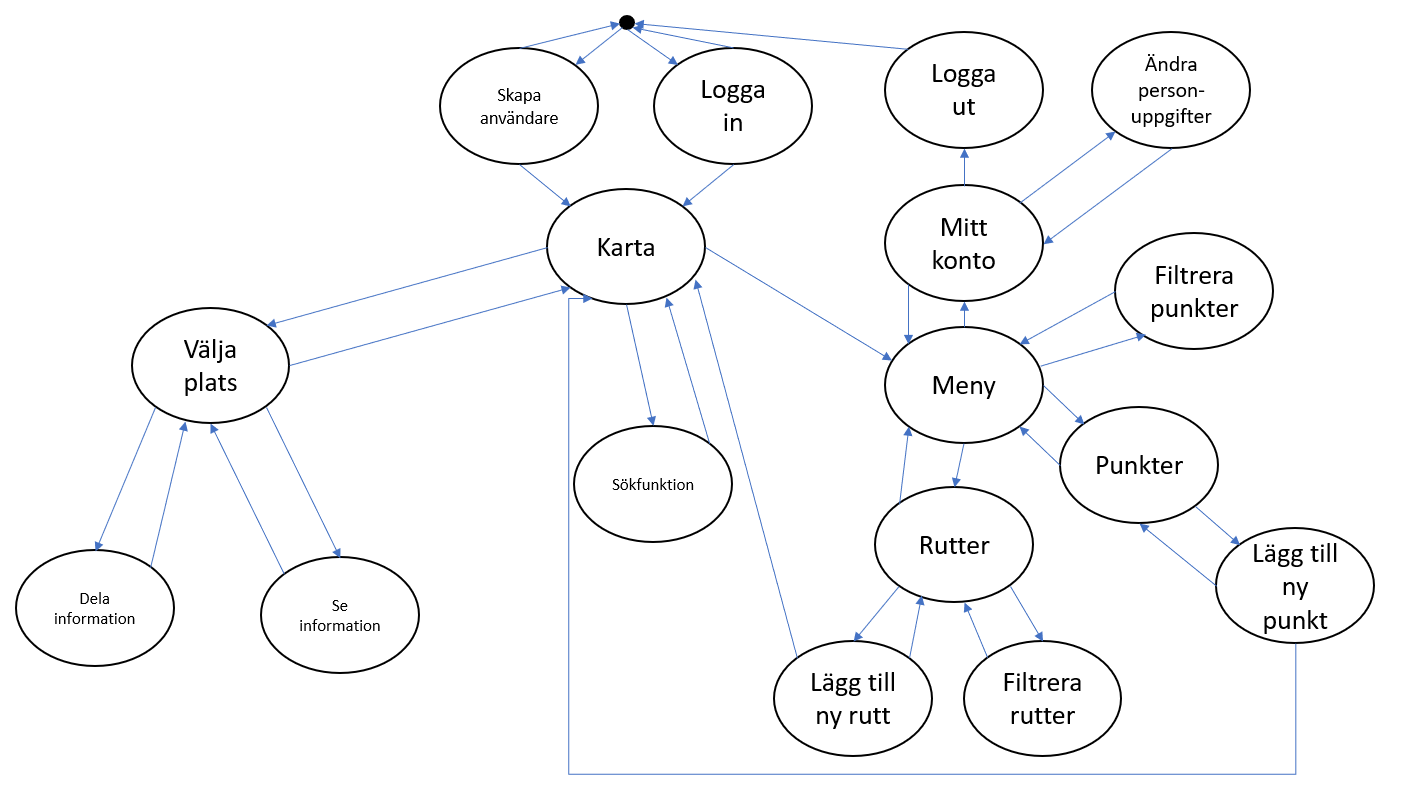 Skapa
användare
Logga
in
Logga
ut
Ändra
person-
uppgifter
Karta
Mitt
konto
Filtrera
punkter
Välja
plats
Meny
Sökfunktion
Punkter
Rutter
Lägg till
ny
punkt
Dela
information
Se
information
Lägg till
ny rutt
Filtrera
rutter